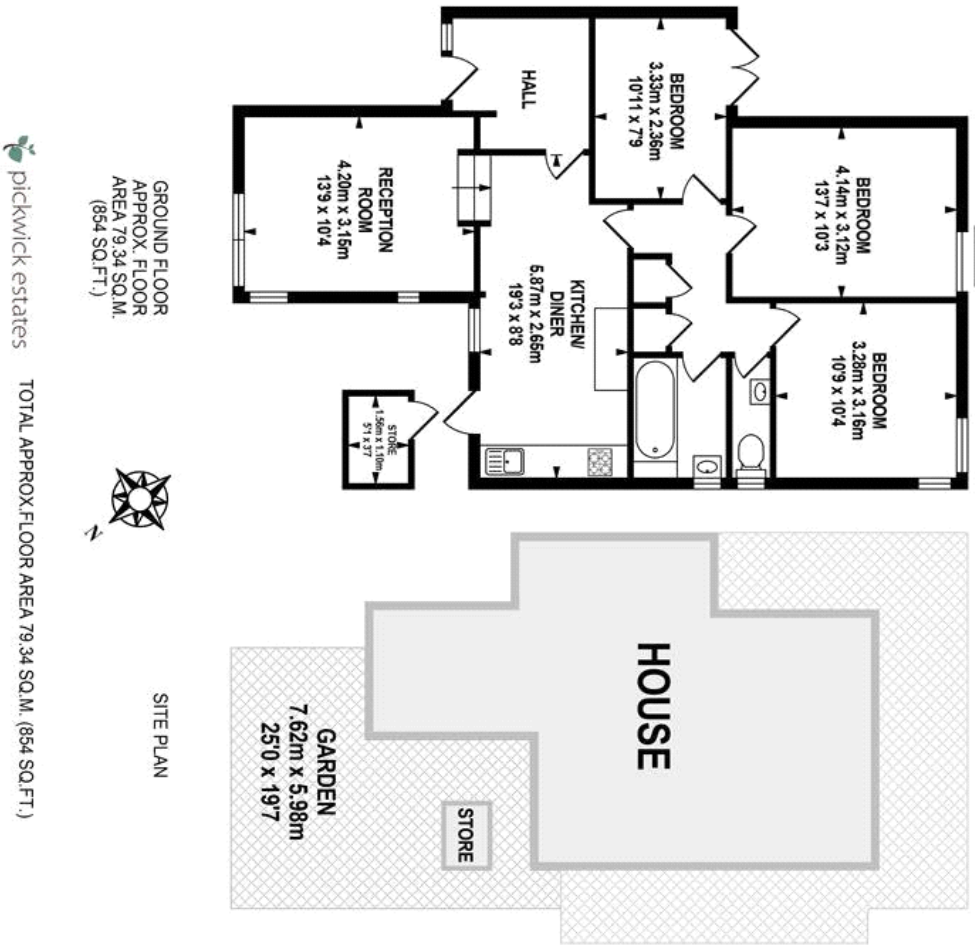 HALL
BEDROOM
3.33m x 2.36m
10'11 x 7'9
BEDROOM
4.14m x 3.12m
13'7 x 10'3
RECEPTION
ROOM
4.20m x 3.15m
13'9 x 10'4
KITCHEN/
DINER
5.87m x 2.65m
19'3 x 8'8
BEDROOM
3.28m x 3.16m
10'9 x 10'4
STORE
1.56m x 1.10m
5'1 x 3'7
GROUND FLOOR
APPROX. FLOOR
AREA 79.34 SQ.M.
(854 SQ.FT.)
N
HOUSE
GARDEN
7.62m x 5.98m
25'0 x 19'7
STORE
SITE PLAN
pickwick estates
TOTAL APPROX.FLOOR AREA 79.34 SQ.M. (854 SQ.FT.)